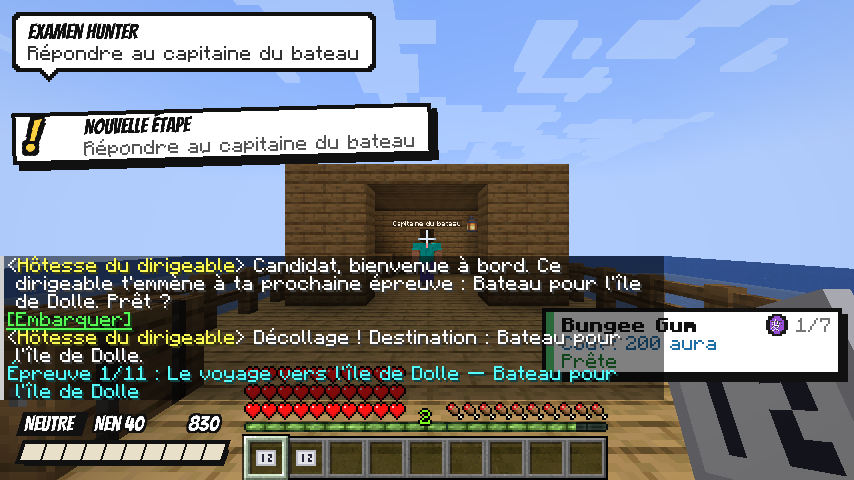 EXAMEN HUNTER
Répondre au capitaine du bateau
NOUVELLE ÉTAPE
Répondre au capitaine du bateau
Capitaine du bateau
<Hôtesse du dirigeable> Candidat, bienvenue à bord. Ce
dirigeable t'emmène à ta prochaine épreuve : Bateau pour l'île
de Dolle. Prêt ?
[Embarquer]
<Hôtesse du dirigeable> Décollage ! Destination : Bateau pour
l'île de Dolle.
Épreuve 1/11 : Le voyage vers l'île de Dolle — Bateau pour
l'île de Dolle
Bungee Gum
1/7
Coût : 200 aura
Prête
NEUTRE NEN 40 830
8
12 12
12